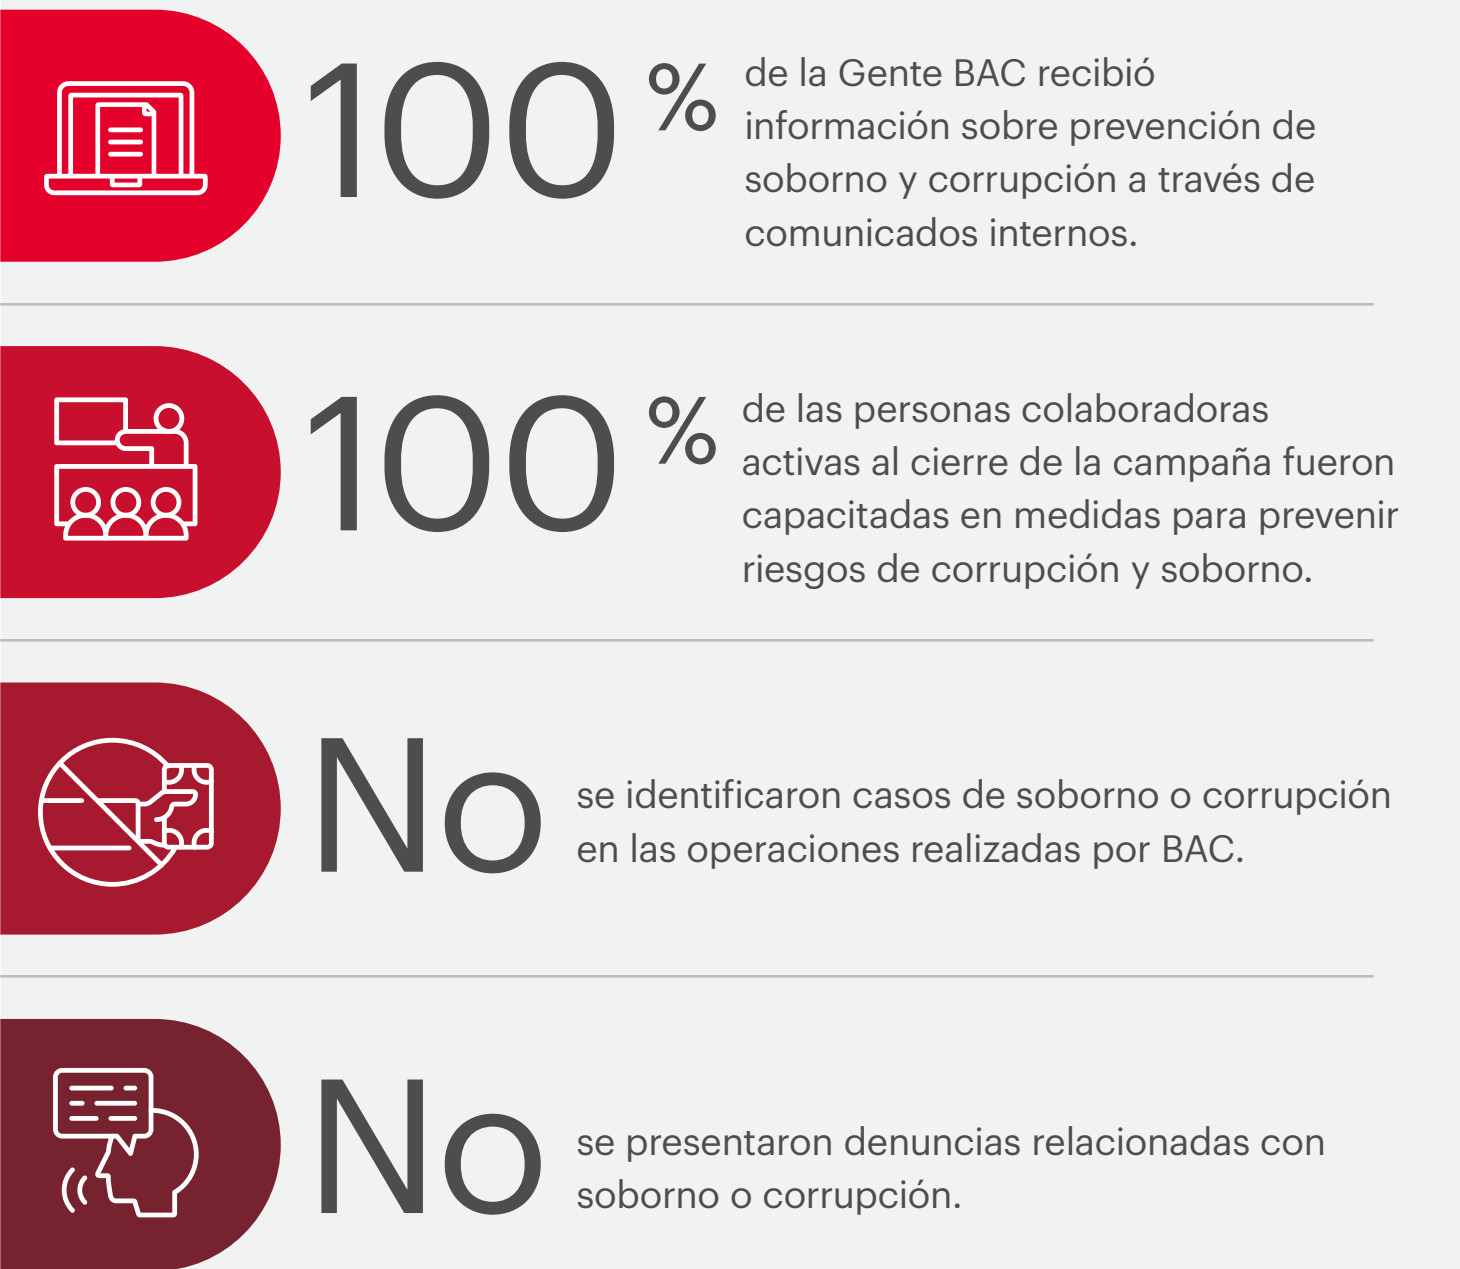 100 %
de la Gente BAC recibió
información sobre prevención de
soborno y corrupción a través de
comunicados internos.
100 %
de las personas colaboradoras
activas al cierre de la campaña fueron
capacitadas en medidas para prevenir
riesgos de corrupción y soborno.
No
se identificaron casos de soborno o corrupción
en las operaciones realizadas por BAC.
No
se presentaron denuncias relacionadas con
soborno o corrupción.